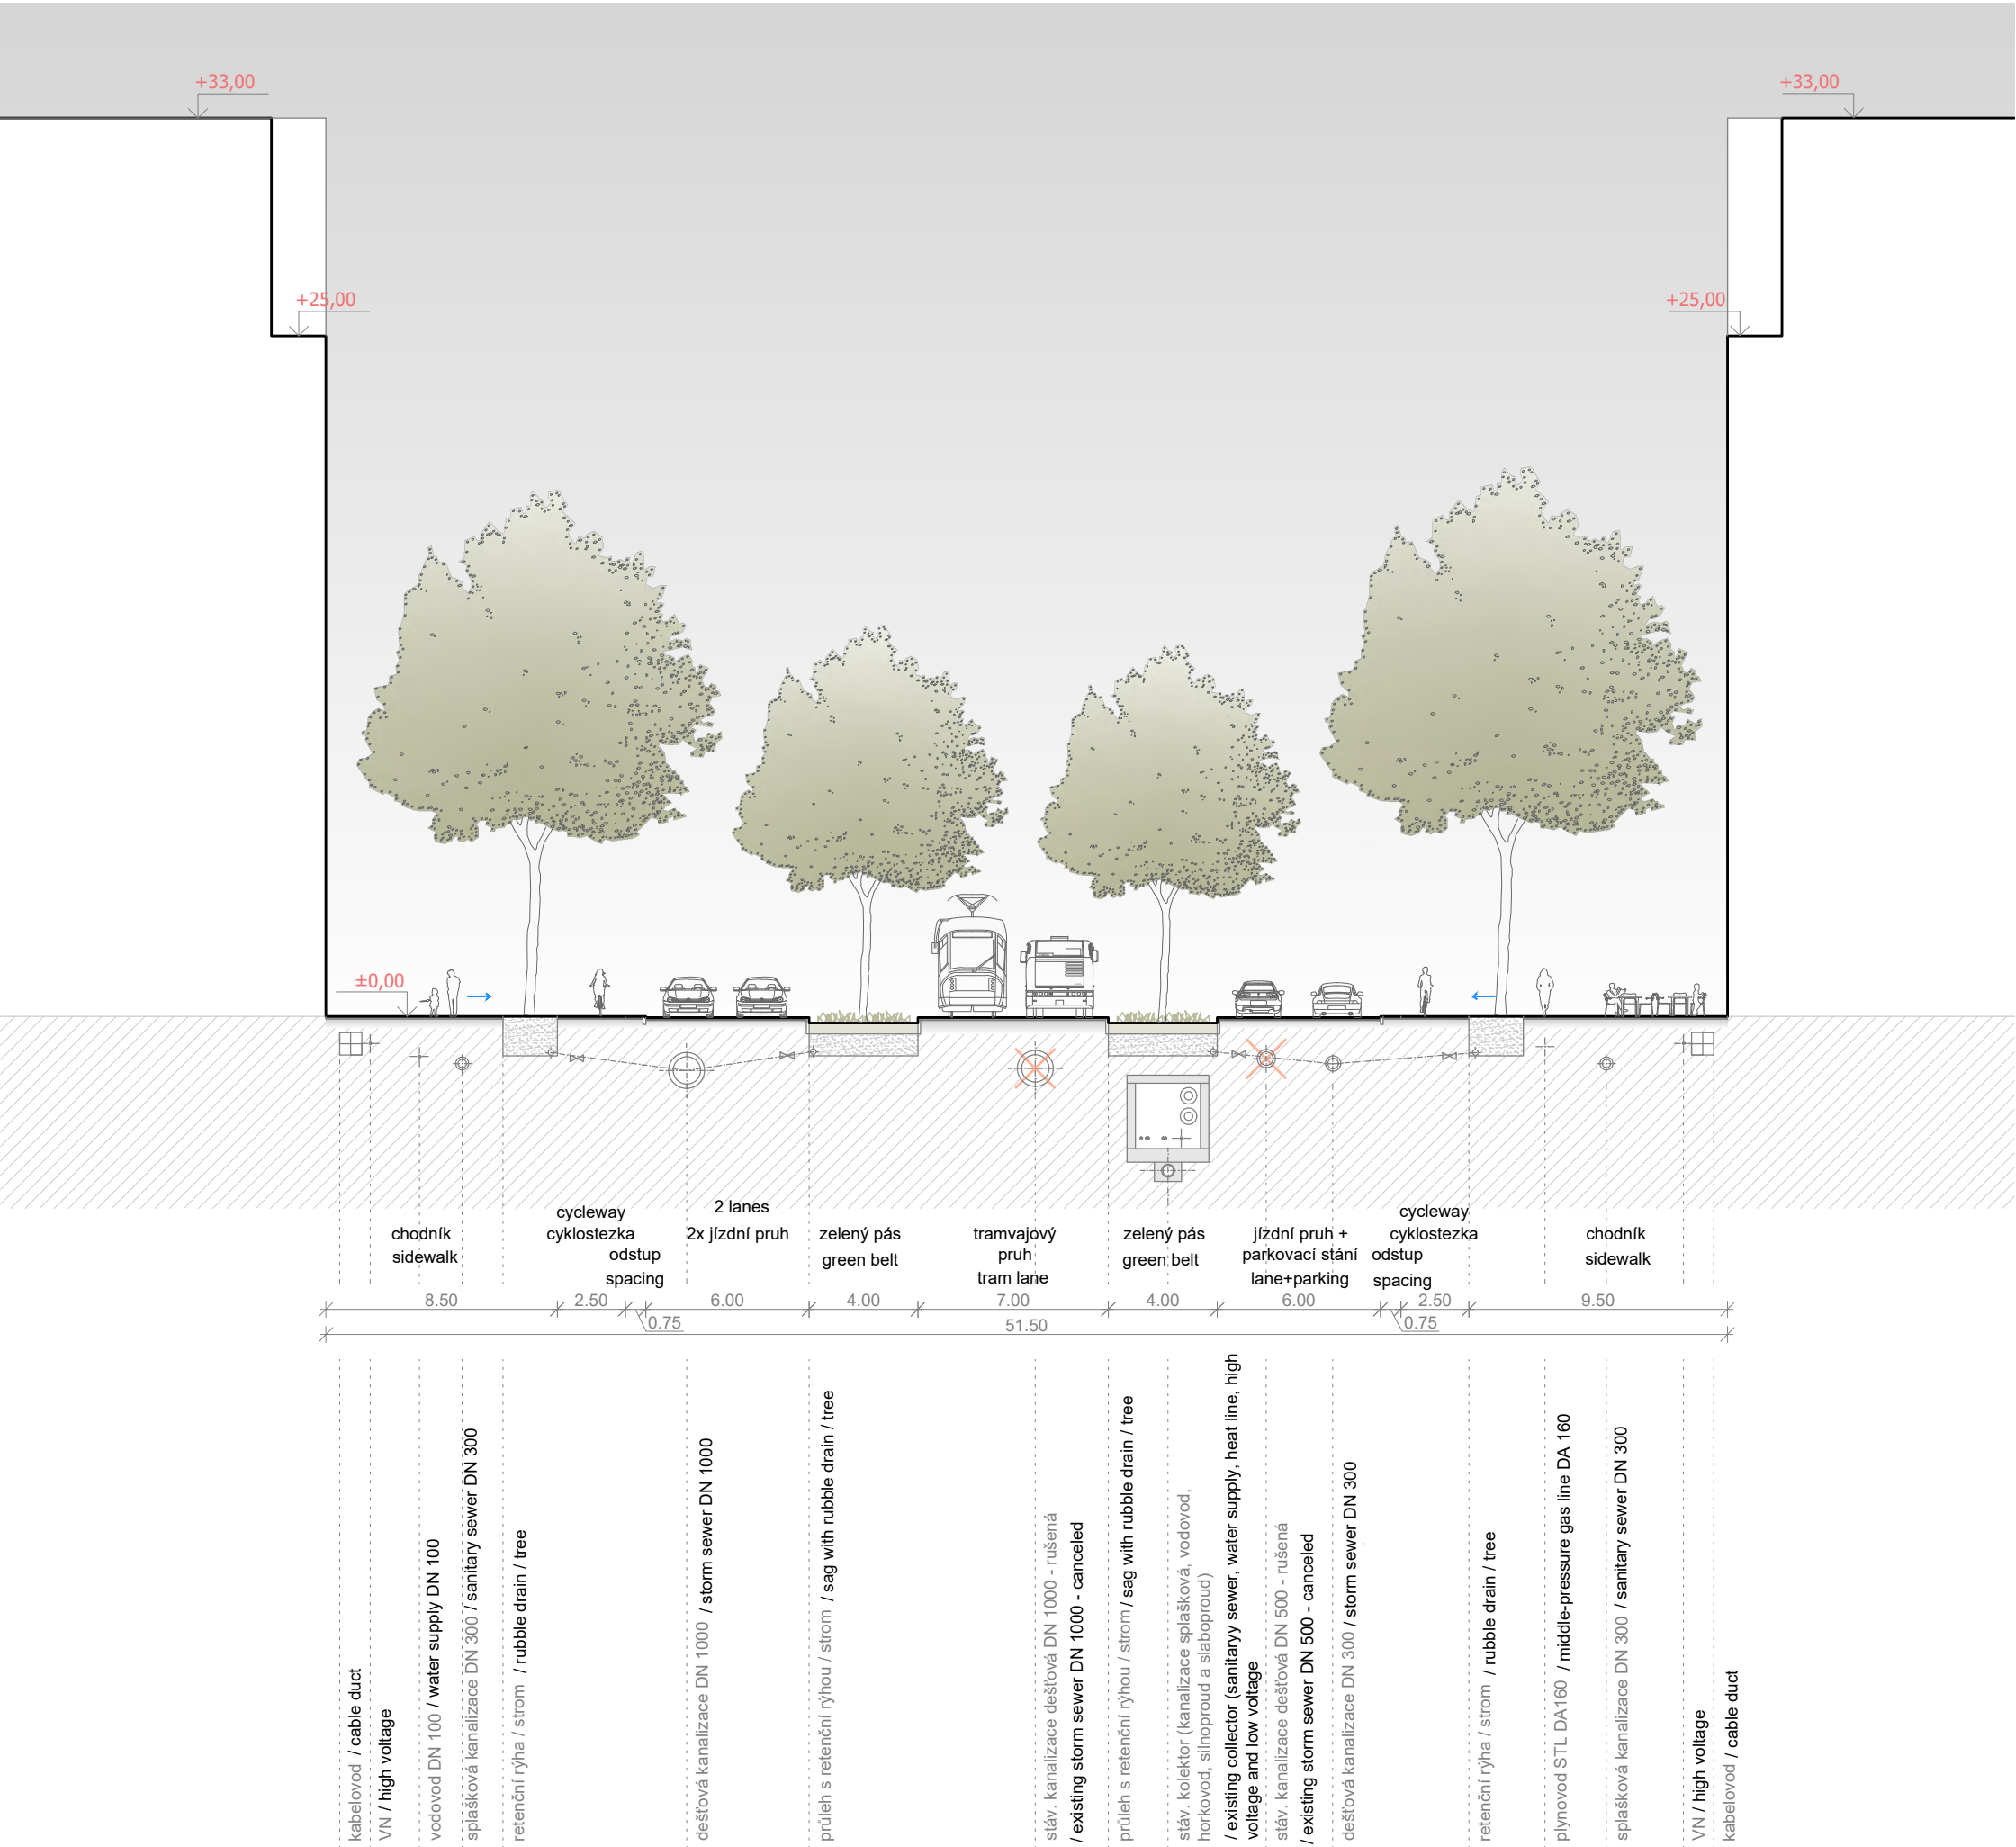 +33,00
+33,00
+25,00
+25,00
±0,00
chodník
sidewalk
cycleway
cyklostezka
odstup
spacing
2 lanes
2x jízdní pruh
zelený pás
green belt
tramvajový
pruh
tram lane
zelený pás
green belt
jízdní pruh +
parkovací stání
lane+parking
cycleway
cyklostezka
odstup
spacing
chodník
sidewalk
8.50
2.50
0.75
6.00
4.00
7.00
4.00
6.00
0.75
2.50
9.50
51.50
kabelovod / cable duct
VN / high voltage
vodovod DN 100 / water supply DN 100
splašková kanalizace DN 300 / sanitary sewer DN 300
retenční rýha / strom / rubble drain / tree
dešťová kanalizace DN 1000 / storm sewer DN 1000
průleh s retenční rýhou / strom / sag with rubble drain / tree
stáv. kanalizace dešťová DN 1000 - rušená
/ existing storm sewer DN 1000 - canceled
průleh s retenční rýhou / strom / sag with rubble drain / tree
stáv. kolektor (kanalizace splašková, vodovod,
horkovod, silnoproud a slaboproud)
/ existing collector (sanitaryy sewer, water supply, heat line, high
voltage and low voltage
stáv. kanalizace dešťová DN 500 - rušená
/ existing storm sewer DN 500 - canceled
dešťová kanalizace DN 300 / storm sewer DN 300
retenční rýha / strom / rubble drain / tree
plynovod STL DA160 / middle-pressure gas line DA 160
splašková kanalizace DN 300 / sanitary sewer DN 300
VN / high voltage
kabelovod / cable duct